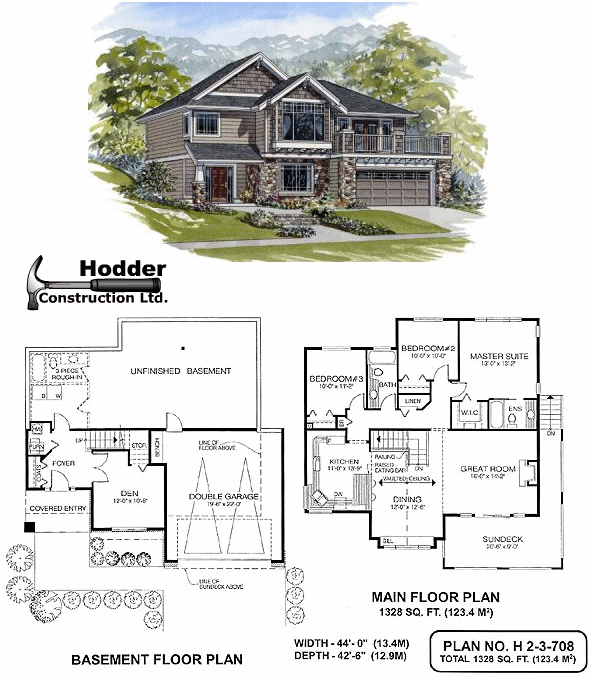 Hodder
Construction Ltd.
3-PIECE
ROUGH-IN
D W
UNFINISHED BASEMENT
HW
FURN
UP
STOR.
BENCH
LINE OF
FLOOR ABOVE
COATS
FOYER
DEN
12'-0" x 10'-8"
DOUBLE GARAGE
19'-6" x 22'-0"
COVERED ENTRY
LINE OF
SUNDECK ABOVE
BASEMENT FLOOR PLAN
BEDROOM #2
10'-0" x 10'-0"
MASTER SUITE
13'-0" x 12'-2"
BEDROOM #3
10'-0" x 11'-2"
BATH
LINEN
W.I.C.
ENS
BR
DN
KITCHEN
11'-0" x 13'-9"
RAILING
RAISED
EATING BAR
DN
VAULTED CEILING
GREAT ROOM
16'-0" x 14'-2"
DW
DINING
12'-0" x 12'-6"
SUNDECK
20'-6" x 9'-0"
SILL
MAIN FLOOR PLAN
1328 SQ. FT. (123.4 M²)
WIDTH - 44'- 0" (13.4M)
DEPTH - 42'-6" (12.9M)
PLAN NO. H 2-3-708
TOTAL 1328 SQ. FT. (123.4 M²)